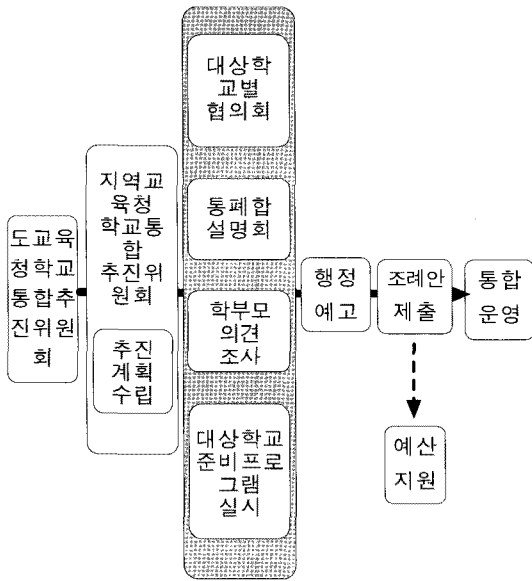 도교육
청학교
통합추
진위원
회
지역교
육청
학교통
합
추진위
원회
추진
계획
수립
대상학
교별
협의회
통폐합
설명회
학부모
의견
조사
대상학교
준비프로
그램
실시
행정
예고
조례안
제출
통합
운영
예산
지원